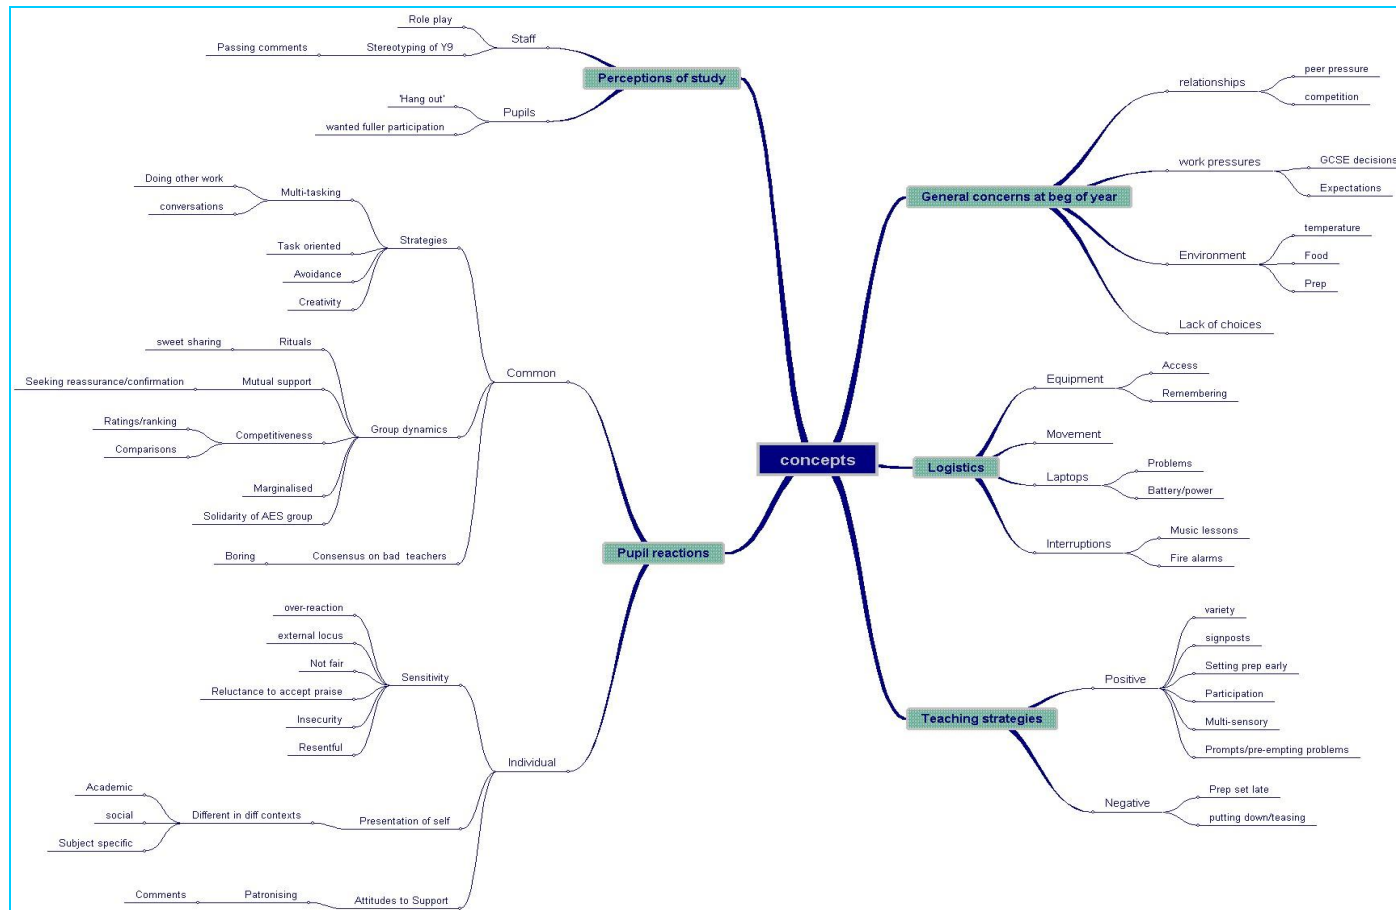 concepts
Perceptions of study
Staff
Role play
Stereotyping of Y9
Passing comments
Pupils
'Hang out'
wanted fuller participation
General concerns at beg of year
relationships
peer pressure
competition
work pressures
GCSE decisions
Expectations
Environment
temperature
Food
Prep
Lack of choices
Logistics
Equipment
Access
Remembering
Movement
Laptops
Problems
Battery/power
Interruptions
Music lessons
Fire alarms
Teaching strategies
Positive
variety
signposts
Setting prep early
Participation
Multi-sensory
Prompts/pre-empting problems
Negative
Prep set late
putting down/teasing
Pupil reactions
Common
Strategies
Multi-tasking
Doing other work
conversations
Task oriented
Avoidance
Creativity
Group dynamics
Rituals
sweet sharing
Mutual support
Seeking reassurance/confirmation
Competitiveness
Ratings/ranking
Comparisons
Marginalised
Solidarity of AES group
Consensus on bad teachers
Boring
Individual
Sensitivity
over-reaction
external locus
Not fair
Reluctance to accept praise
Insecurity
Resentful
Presentation of self
Different in diff contexts
Academic
social
Subject specific
Attitudes to Support
Patronising
Comments